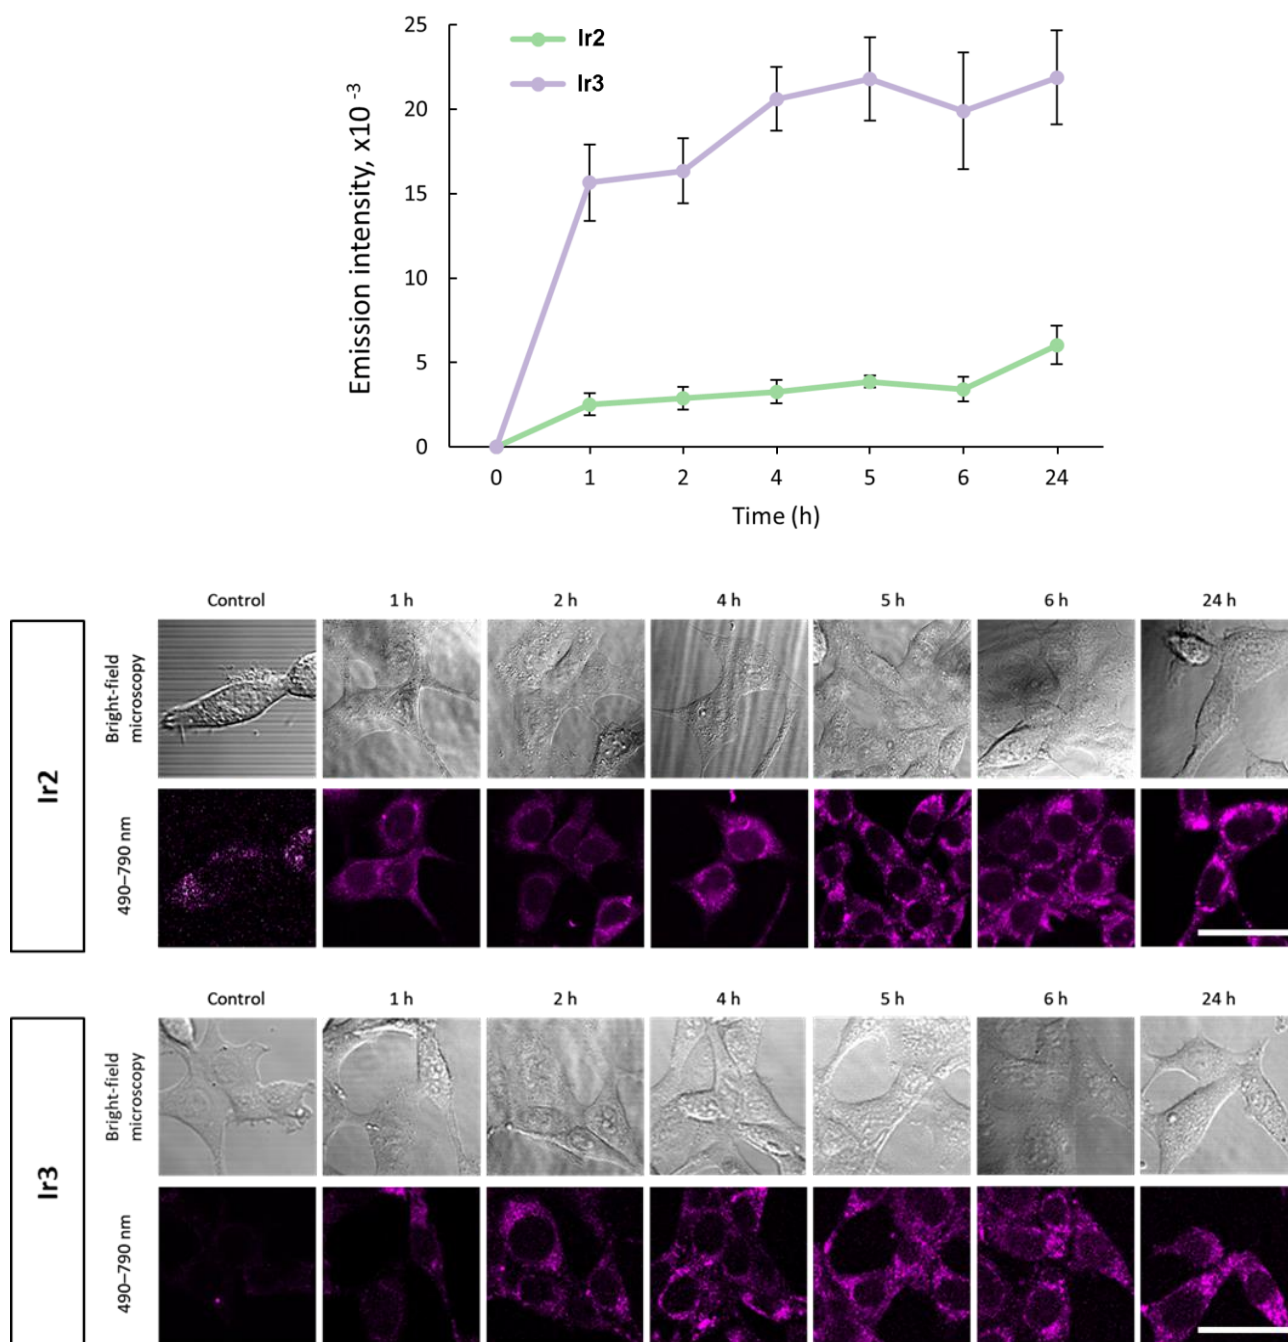 25
20
15
10
5
0
Emission intensity, x10⁻³
Ir2
Ir3
0 1 2 4 5 6 24
Time (h)
Control 1 h 2 h 4 h 5 h 6 h 24 h
Ir2
Bright-field
microscopy
490–790 nm
Control 1 h 2 h 4 h 5 h 6 h 24 h
Ir3
Bright-field
microscopy
490–790 nm